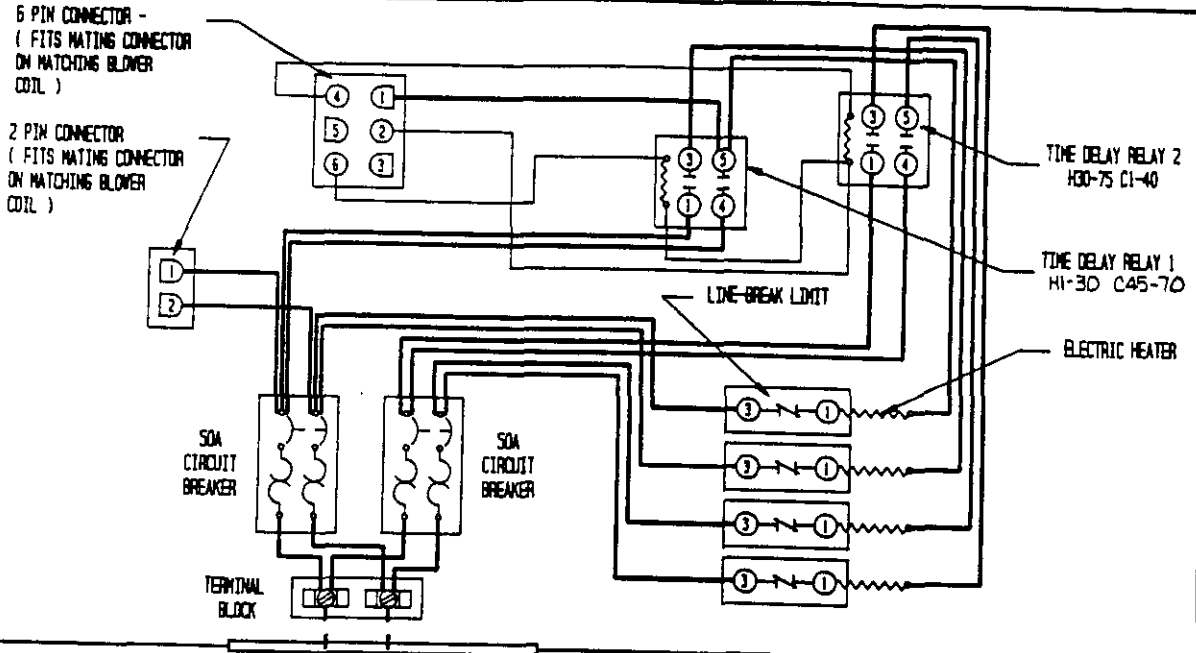 6 PIN CONNECTOR -
( FITS MATING CONNECTOR
ON MATCHING BLOWER
COIL )
2 PIN CONNECTOR
( FITS MATING CONNECTOR
ON MATCHING BLOWER
COIL )
4 1
5 2
6 3
1
2
3 5
1 4
3 5
1 4
TIME DELAY RELAY 2
H30-75 C1-40
TIME DELAY RELAY 1
H1-30 C45-70
LINE BREAK LIMIT
ELECTRIC HEATER
50A
CIRCUIT
BREAKER
50A
CIRCUIT
BREAKER
3 1
3 1
3 1
3 1
TERMINAL
BLOCK